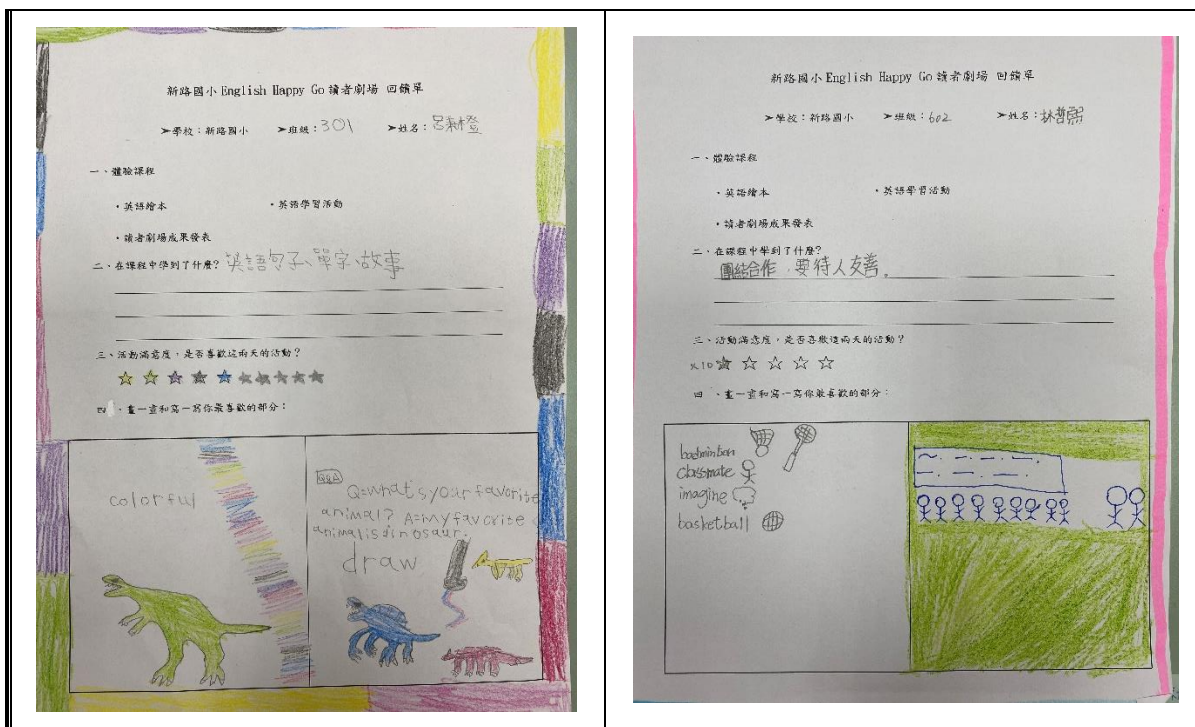 新路國小 English Happy Go 讀者劇場 回饋單
➤學校：新路國小 ➤班級：301 ➤姓名：呂
一、體驗課程
・英語繪本 ・英語學習活動
・讀者劇場成果發表
二、在課程中學到了什麼？英語句子、單字、故事
三、活動滿意度，是否喜歡這兩天的活動？
四、畫一畫和寫一寫你最喜歡的部分：
colorful
Q&A
Q=what's your favorite
animal? A=my favorite
animal is dinosaur.
draw
新路國小 English Happy Go 讀者劇場 回饋單
➤學校：新路國小 ➤班級：602 ➤姓名：林哲
一、體驗課程
・英語繪本 ・英語學習活動
・讀者劇場成果發表
二、在課程中學到了什麼？
團結合作，要待人友善。
三、活動滿意度，是否喜歡這兩天的活動？
x10
四、畫一畫和寫一寫你最喜歡的部分：
badminton
classmate
imagine
basketball